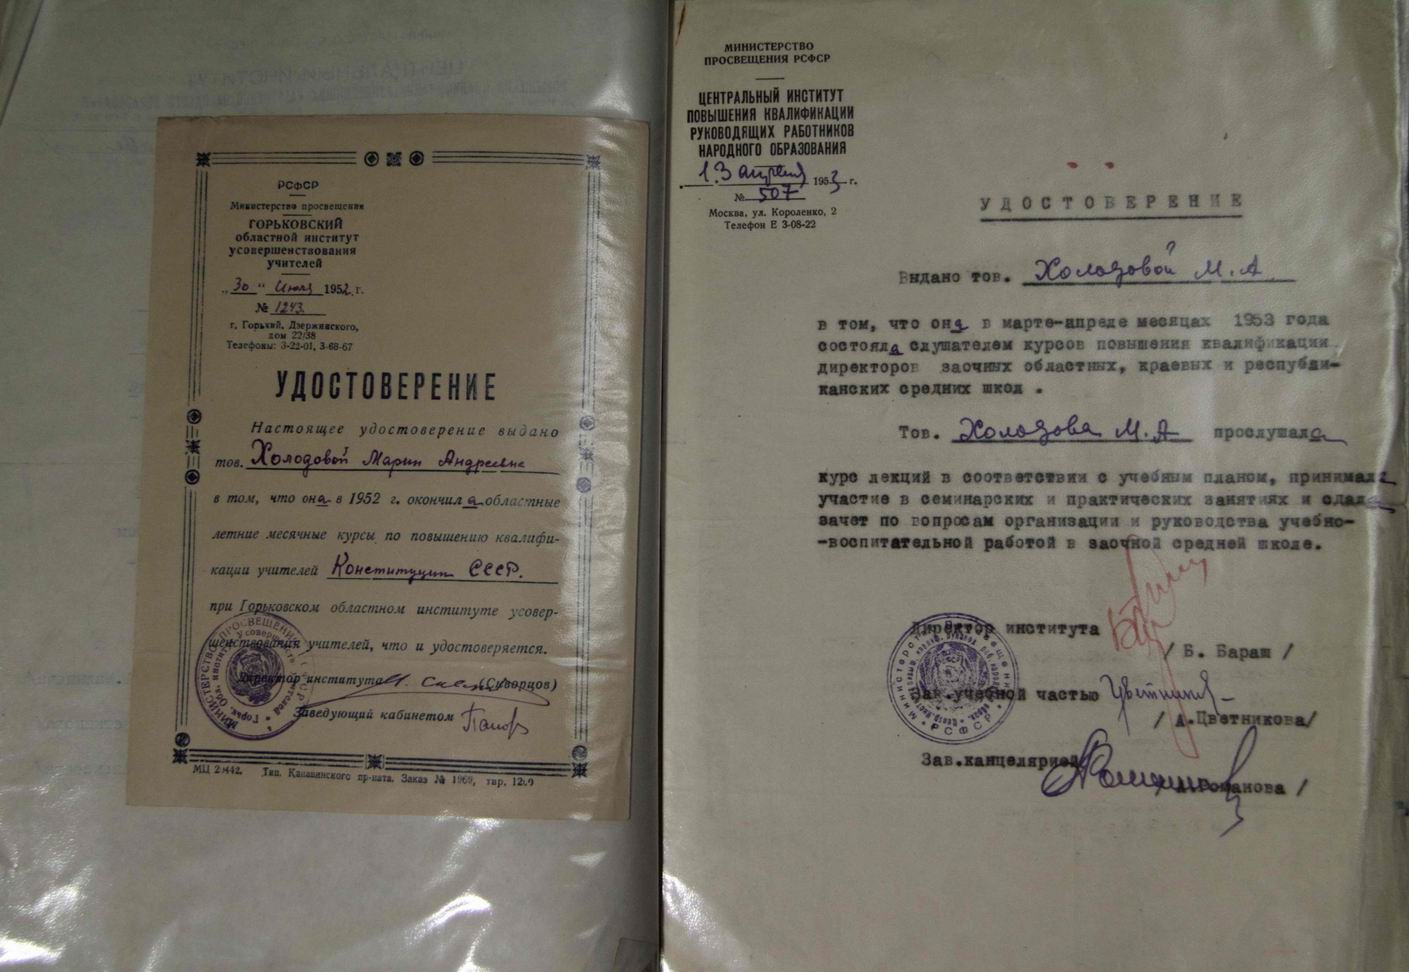 РСФСР
Министерство просвещения
ГОРЬКОВСКИЙ
областной институт
усовершенствования
учителей
„30" Июля 1952 г.
№ 1243.
г. Горький, Дзержинского,
дом 22/38
Телефоны: 3-22-01, 3-68-67
УДОСТОВЕРЕНИЕ
Настоящее удостоверение выдано
тов. Холодовой Марии Андреевне
в том, что она в 1952 г. окончила областные
летние месячные курсы по повышению квалифи-
кации учителей Конституции СССР.
при Горьковском областном институте усовер-
шенствования учителей, что и удостоверяется.
Директор института (Суворцов)
Заведующий кабинетом
МЦ Тип. Канавинского пр-ната. Заказ № 1969, тир.
МИНИСТЕРСТВО
ПРОСВЕЩЕНИЯ РСФСР
ЦЕНТРАЛЬНЫЙ ИНСТИТУТ
ПОВЫШЕНИЯ КВАЛИФИКАЦИИ
РУКОВОДЯЩИХ РАБОТНИКОВ
НАРОДНОГО ОБРАЗОВАНИЯ
13 апреля 1953 г.
№ 507
Москва, ул. Короленко, 2
Телефон Е 3-08-22
УДОСТОВЕРЕНИЕ
Выдано тов. Холодовой М. А
в том, что она в марте-апреле месяцах 1953 года
состояла слушателем курсов повышения квалификации
директоров заочных областных, краевых и республи-
канских средних школ .
Тов. Холодова М. А прослушала
курс лекций в соответствии с учебным планом, принимала
участие в семинарских и практических занятиях и сдала
зачет по вопросам организации и руководства учебно-
-воспитательной работой в заочной средней школе.
Директор института
/ Б. Бараш /
Зав.учебной частью
/ А.Цветникова/
Зав.канцелярией
Романова /